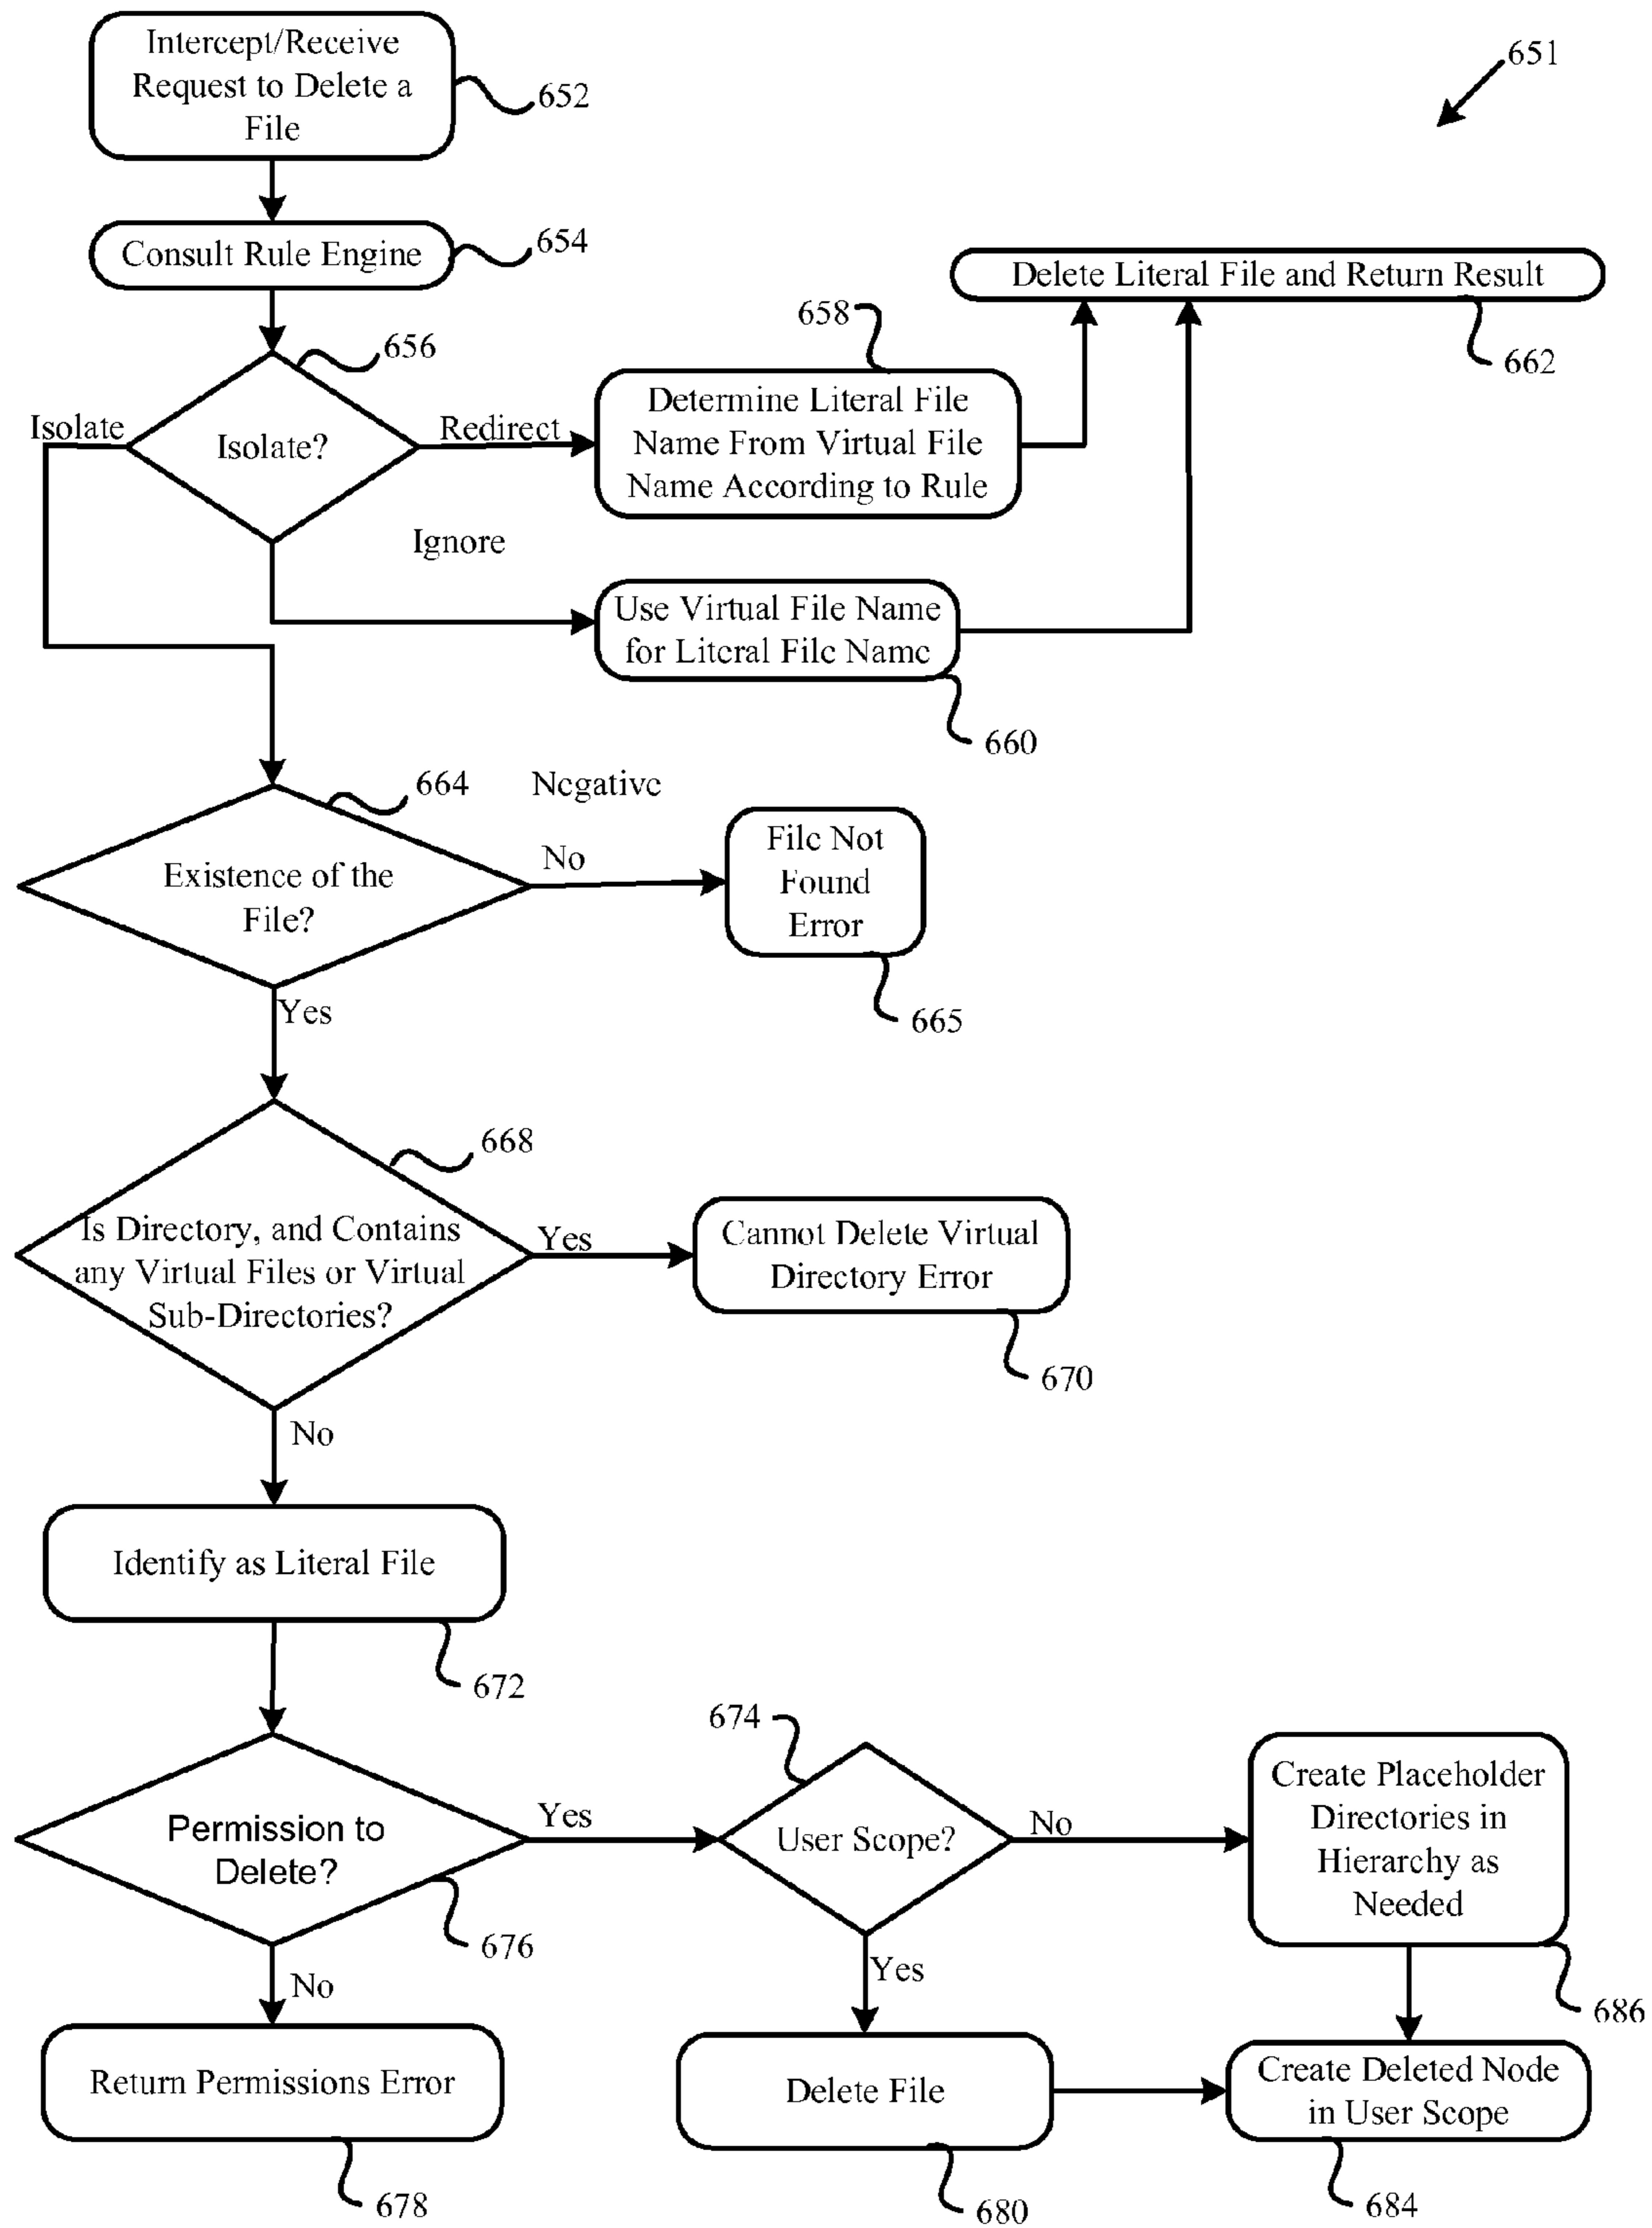 Intercept/Receive
Request to Delete a
File
652
651
Consult Rule Engine
654
Delete Literal File and Return Result
662
656
Isolate
Isolate?
Redirect
658
Determine Literal File
Name From Virtual File
Name According to Rule
Ignore
Use Virtual File Name
for Literal File Name
660
664
Negative
Existence of the
File?
No
File Not
Found
Error
665
Yes
668
Is Directory, and Contains
any Virtual Files or Virtual
Sub-Directories?
Yes
Cannot Delete Virtual
Directory Error
670
No
Identify as Literal File
672
Permission to
Delete?
676
Yes
674
User Scope?
No
Create Placeholder
Directories in
Hierarchy as
Needed
686
No
Return Permissions Error
678
Yes
Delete File
680
Create Deleted Node
in User Scope
684